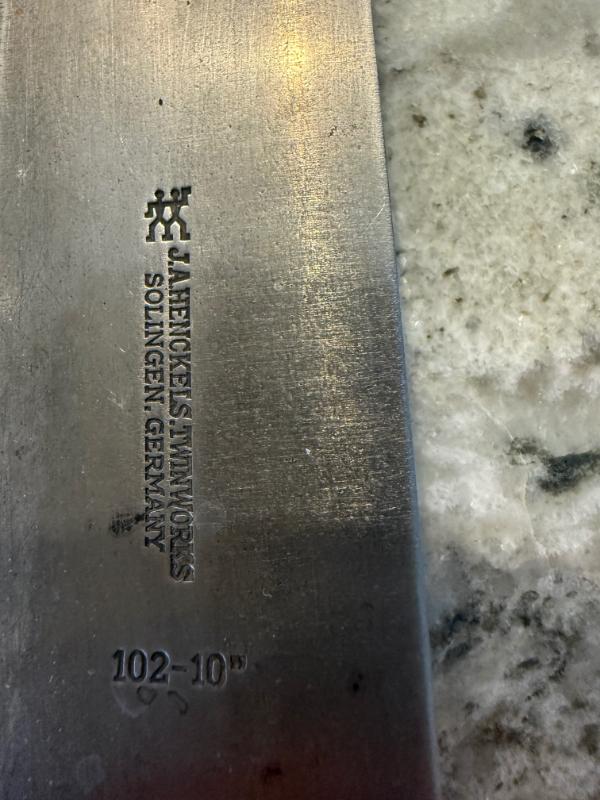 J.A.HENCKELS, TWINWORKS
SOLINGEN, GERMANY
102-10"